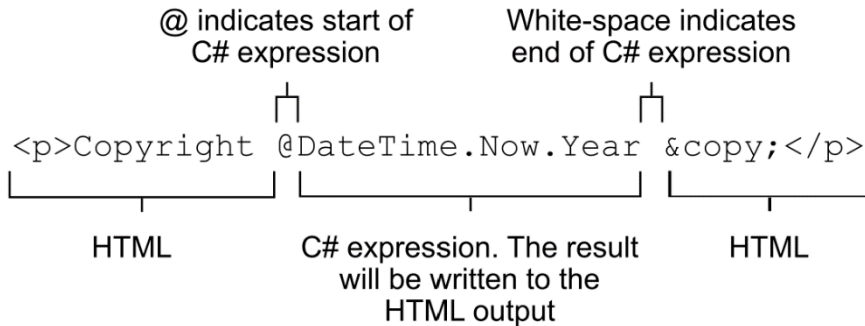 @ indicates start of
C# expression
White-space indicates
end of C# expression
<p>Copyright @DateTime.Now.Year &copy;</p>
HTML
C# expression. The result
will be written to the
HTML output
HTML